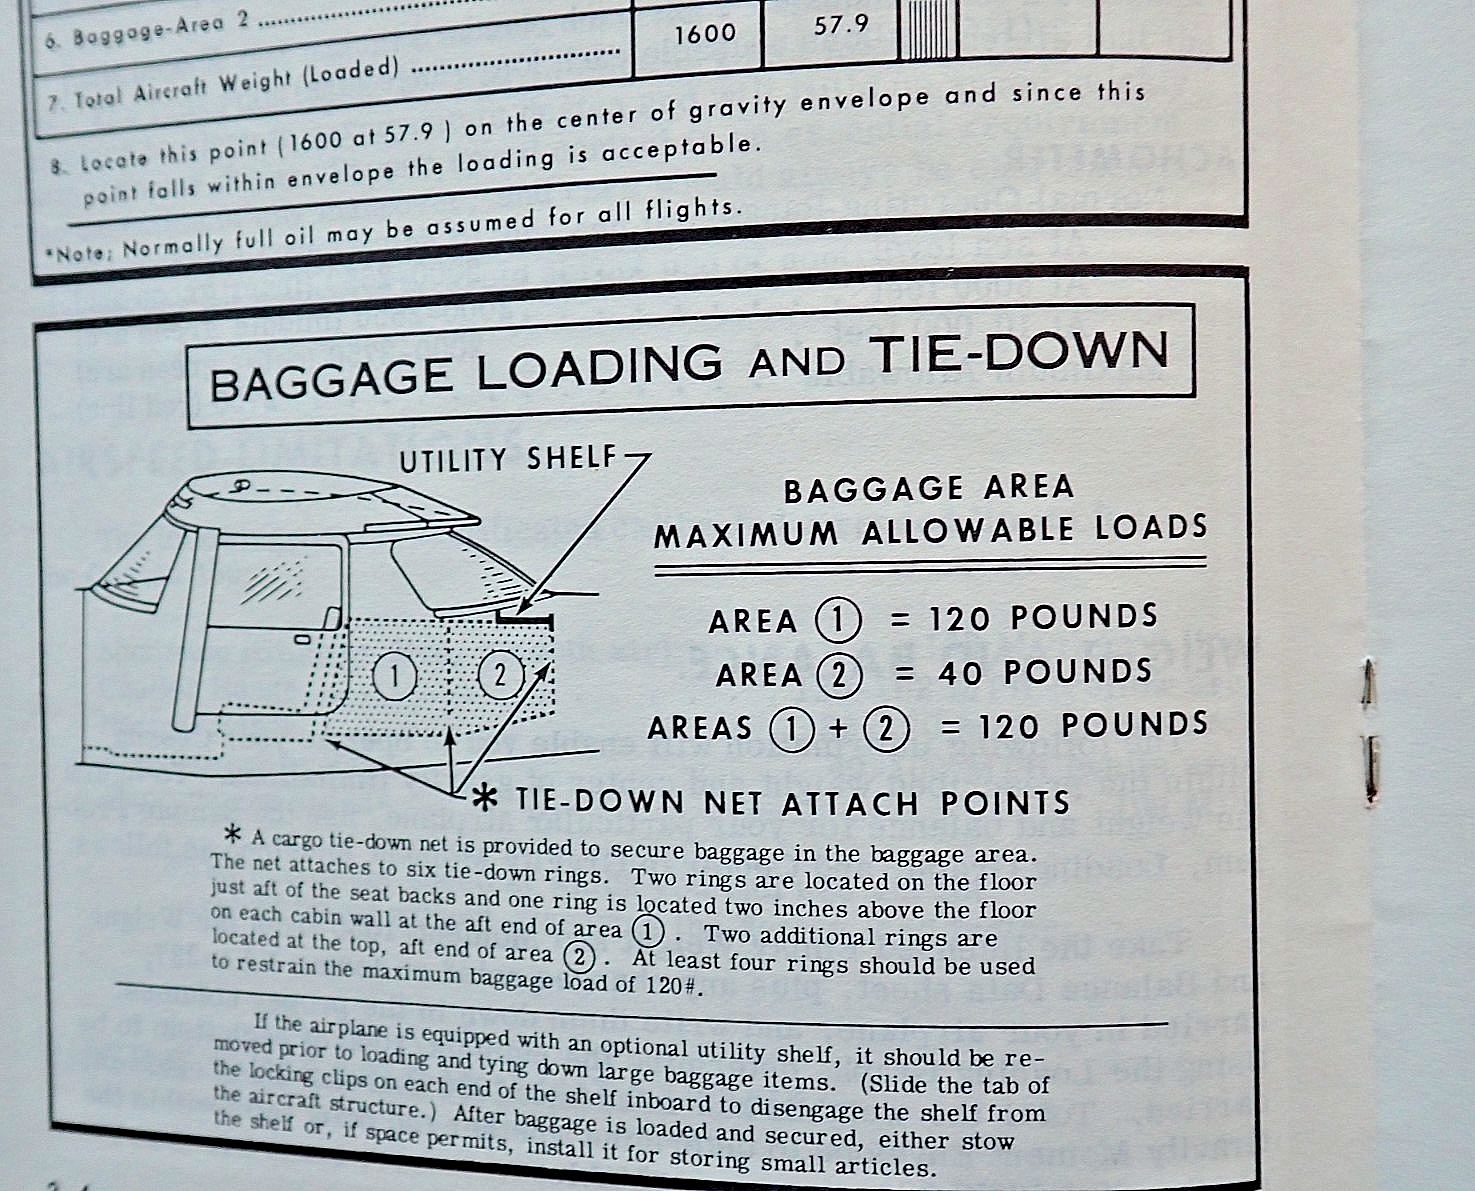 6. Baggage-Area 2 ..............................
7. Total Aircraft Weight (Loaded) .............................. 1600 57.9
8. Locate this point (1600 at 57.9 ) on the center of gravity envelope and since this
point falls within envelope the loading is acceptable.
*Note; Normally full oil may be assumed for all flights.
BAGGAGE LOADING AND TIE-DOWN
UTILITY SHELF
BAGGAGE AREA
MAXIMUM ALLOWABLE LOADS
AREA ① = 120 POUNDS
AREA ② = 40 POUNDS
AREAS ① + ② = 120 POUNDS
① ②
* TIE-DOWN NET ATTACH POINTS
* A cargo tie-down net is provided to secure baggage in the baggage area.
The net attaches to six tie-down rings. Two rings are located on the floor
just aft of the seat backs and one ring is located two inches above the floor
on each cabin wall at the aft end of area ① . Two additional rings are
located at the top, aft end of area ② . At least four rings should be used
to restrain the maximum baggage load of 120#.
If the airplane is equipped with an optional utility shelf, it should be re-
moved prior to loading and tying down large baggage items. (Slide the tab of
the locking clips on each end of the shelf inboard to disengage the shelf from
the aircraft structure.) After baggage is loaded and secured, either stow
the shelf or, if space permits, install it for storing small articles.